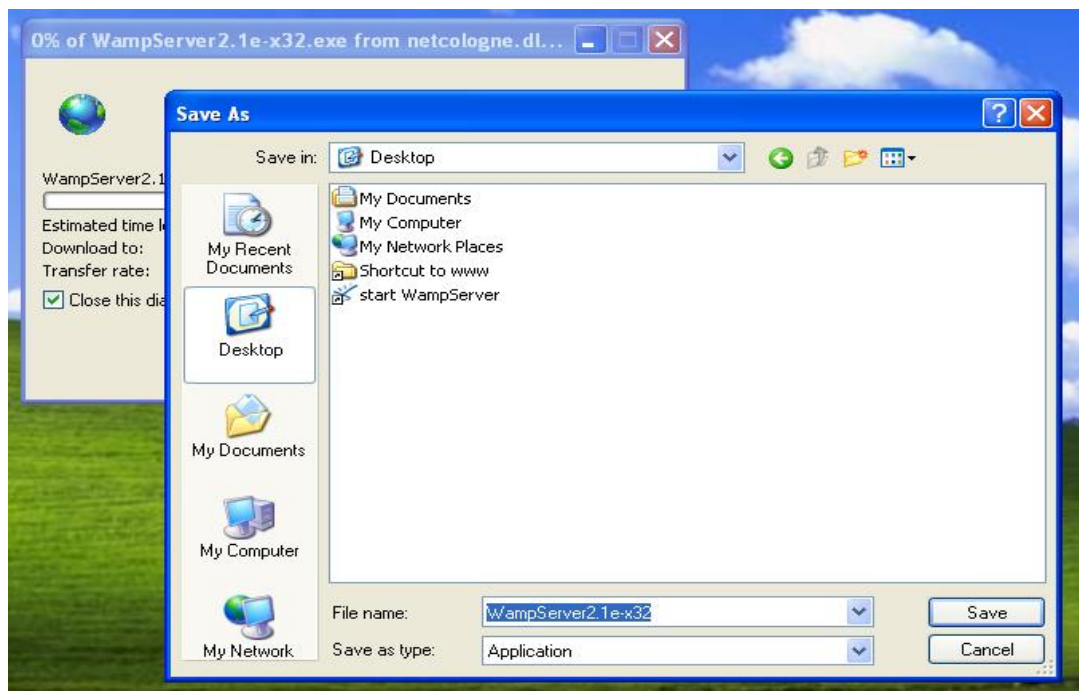 0% of WampServer2.1e-x32.exe from netcologne.dl...
Save As
Save in: Desktop
WampServer2.1
Estimated time l
Download to:
Transfer rate:
Close this dia
My Recent
Documents
Desktop
My Documents
My Computer
My Network
My Documents
My Computer
My Network Places
Shortcut to www
start WampServer
File name: WampServer2.1e-x32 Save
Save as type: Application Cancel